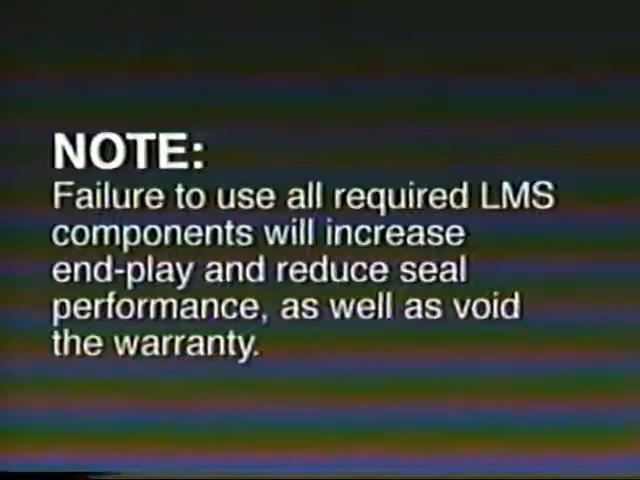 NOTE:
Failure to use all required LMS
components will increase
end-play and reduce seal
performance, as well as void
the warranty.